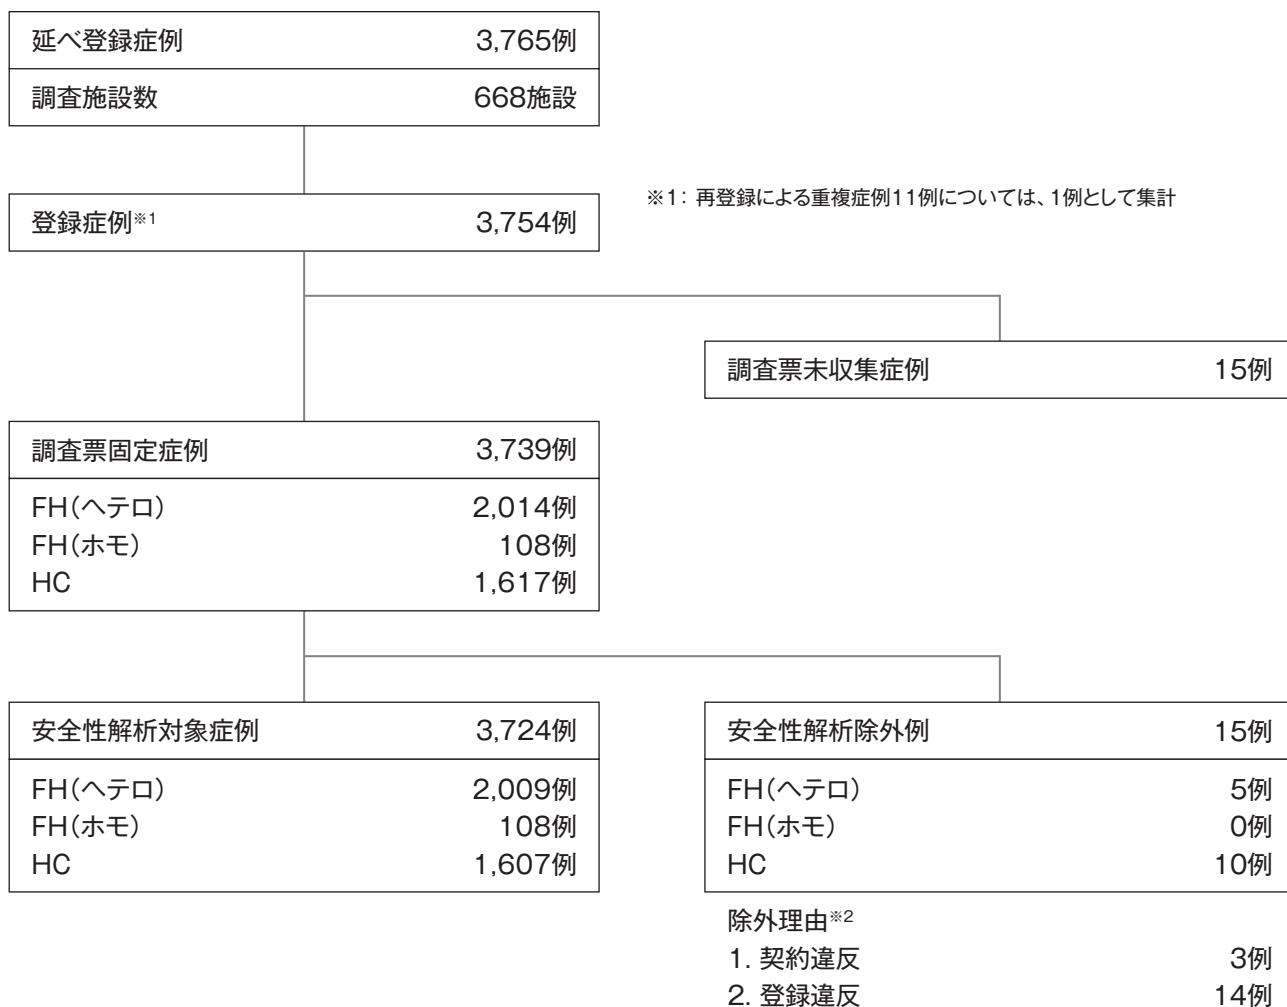 延べ登録症例 3,765例
調査施設数 668施設
登録症例※1 3,754例
※1： 再登録による重複症例11例については、1例として集計
調査票未収集症例 15例
調査票固定症例 3,739例
FH（ヘテロ） 2,014例
FH（ホモ） 108例
HC 1,617例
安全性解析対象症例 3,724例
FH（ヘテロ） 2,009例
FH（ホモ） 108例
HC 1,607例
安全性解析除外例 15例
FH（ヘテロ） 5例
FH（ホモ） 0例
HC 10例
除外理由※2
1. 契約違反 3例
2. 登録違反 14例